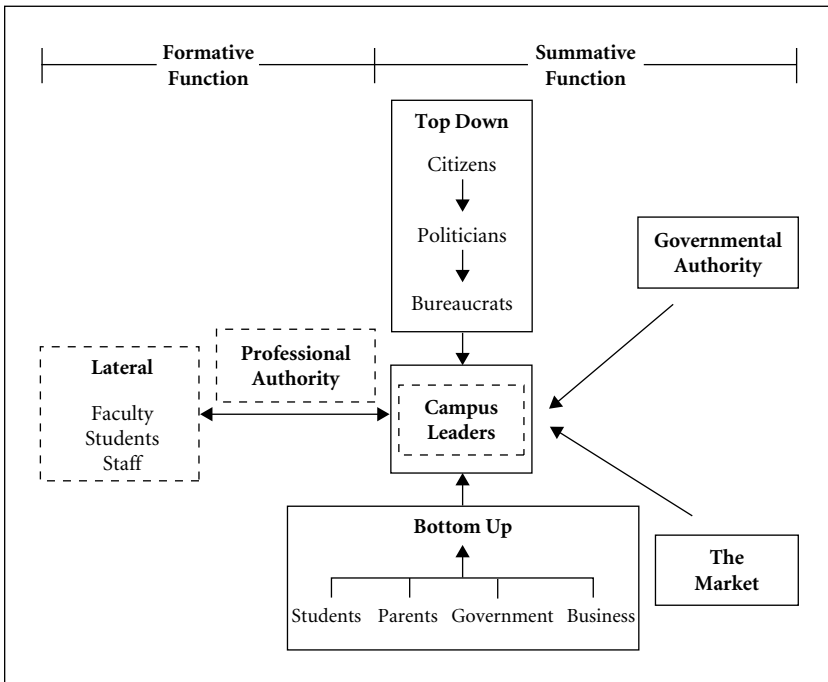 Formative
Function
Summative
Function
Top Down
Citizens
Politicians
Bureaucrats
Governmental
Authority
Professional
Authority
Lateral
Faculty
Students
Staff
Campus
Leaders
Bottom Up
Students Parents Government Business
The
Market